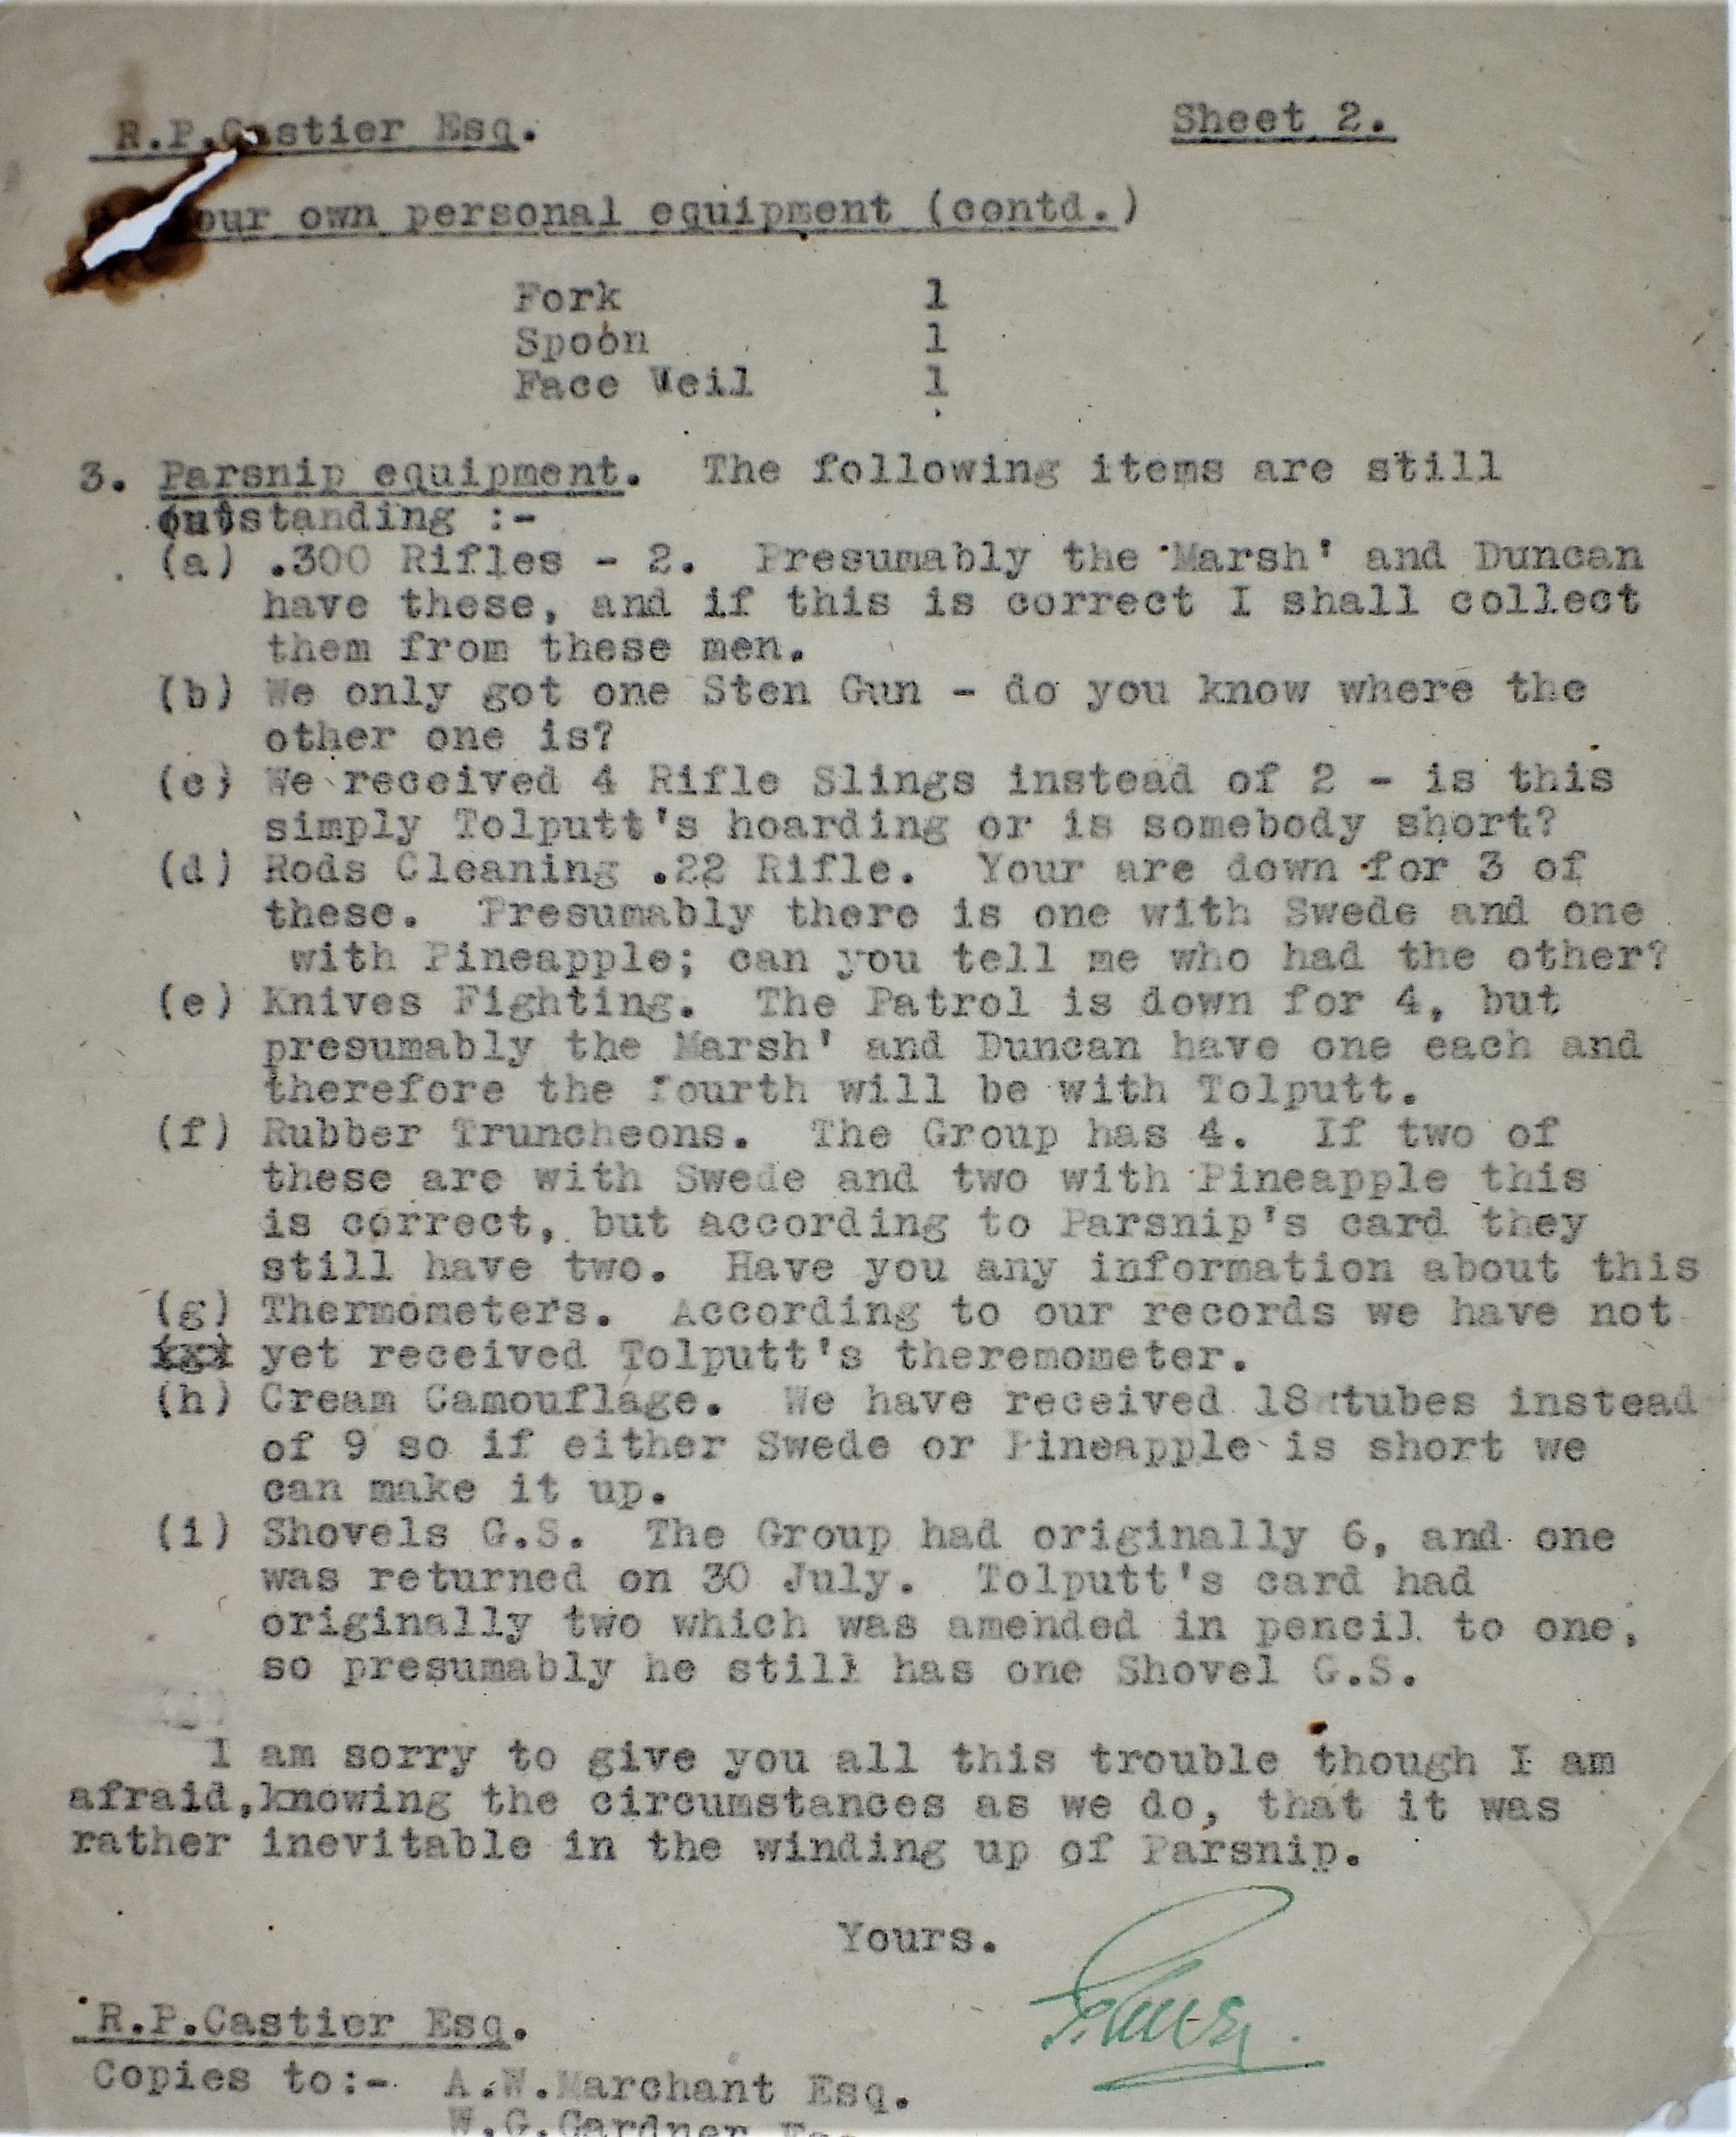 R.P.Castier Esq. Sheet 2.
our own personal equipment (contd.)
Fork 1
Spoon 1
Face Veil 1
3. Parsnip equipment. The following items are still
outstanding :-
(a) .300 Rifles - 2. Presumably the 'Marsh' and Duncan
have these, and if this is correct I shall collect
them from these men.
(b) We only got one Sten Gun - do you know where the
other one is?
(c) We received 4 Rifle Slings instead of 2 - is this
simply Tolputt's hoarding or is somebody short?
(d) Rods Cleaning .22 Rifle. Your are down for 3 of
these. Presumably there is one with Swede and one
with Pineapple; can you tell me who had the other?
(e) Knives Fighting. The Patrol is down for 4, but
presumably the Marsh' and Duncan have one each and
therefore the fourth will be with Tolputt.
(f) Rubber Truncheons. The Group has 4. If two of
these are with Swede and two with Pineapple this
is correct, but according to Parsnip's card they
still have two. Have you any information about this
(g) Thermometers. According to our records we have not
yet received Tolputt's theremometer.
(h) Cream Camouflage. We have received 18 tubes instead
of 9 so if either Swede or Pineapple is short we
can make it up.
(i) Shovels G.S. The Group had originally 6, and one
was returned on 30 July. Tolputt's card had
originally two which was amended in pencil to one,
so presumably he still has one Shovel G.S.
I am sorry to give you all this trouble though I am
afraid,knowing the circumstances as we do, that it was
rather inevitable in the winding up of Parsnip.
Yours.
R.P.Castier Esq.
Copies to:- A.W.Marchant Esq.
W.G.Gardner Esq.